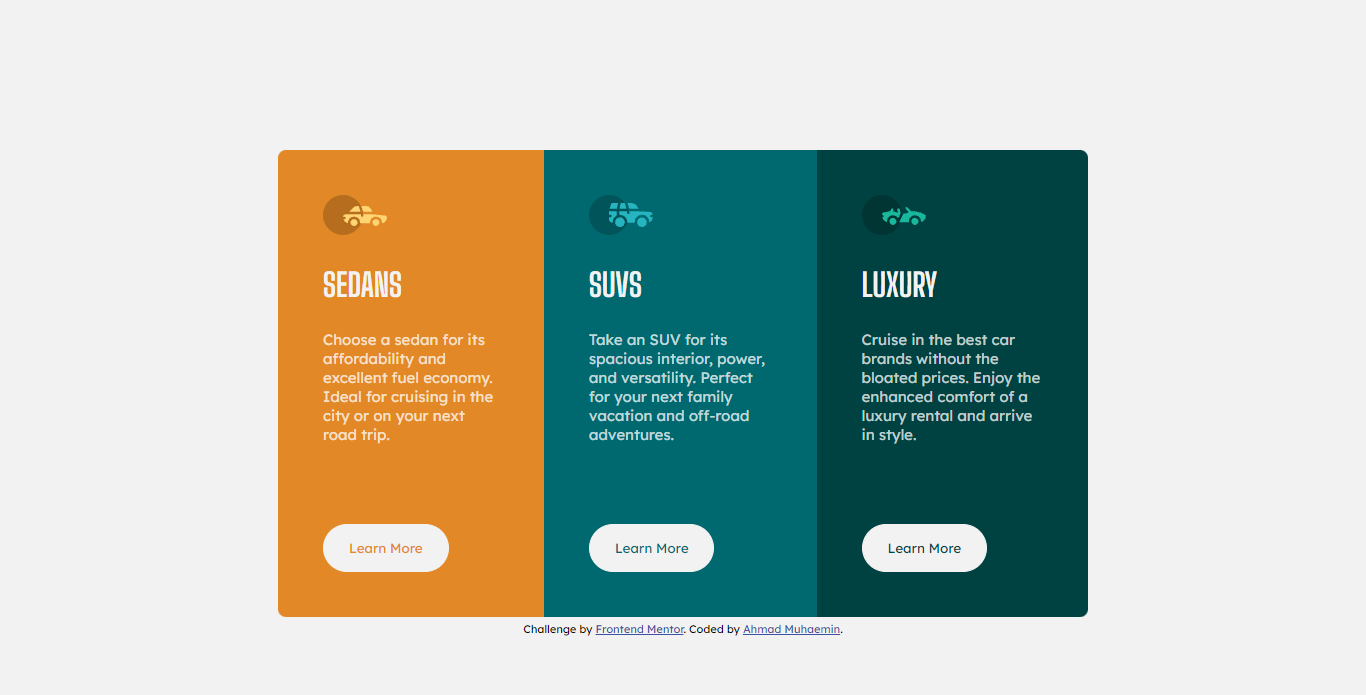 SEDANS
Choose a sedan for its
affordability and
excellent fuel economy.
Ideal for cruising in the
city or on your next
road trip.
Learn More
SUVS
Take an SUV for its
spacious interior, power,
and versatility. Perfect
for your next family
vacation and off-road
adventures.
Learn More
LUXURY
Cruise in the best car
brands without the
bloated prices. Enjoy the
enhanced comfort of a
luxury rental and arrive
in style.
Learn More
Challenge by Frontend Mentor. Coded by Ahmad Muhaemin.